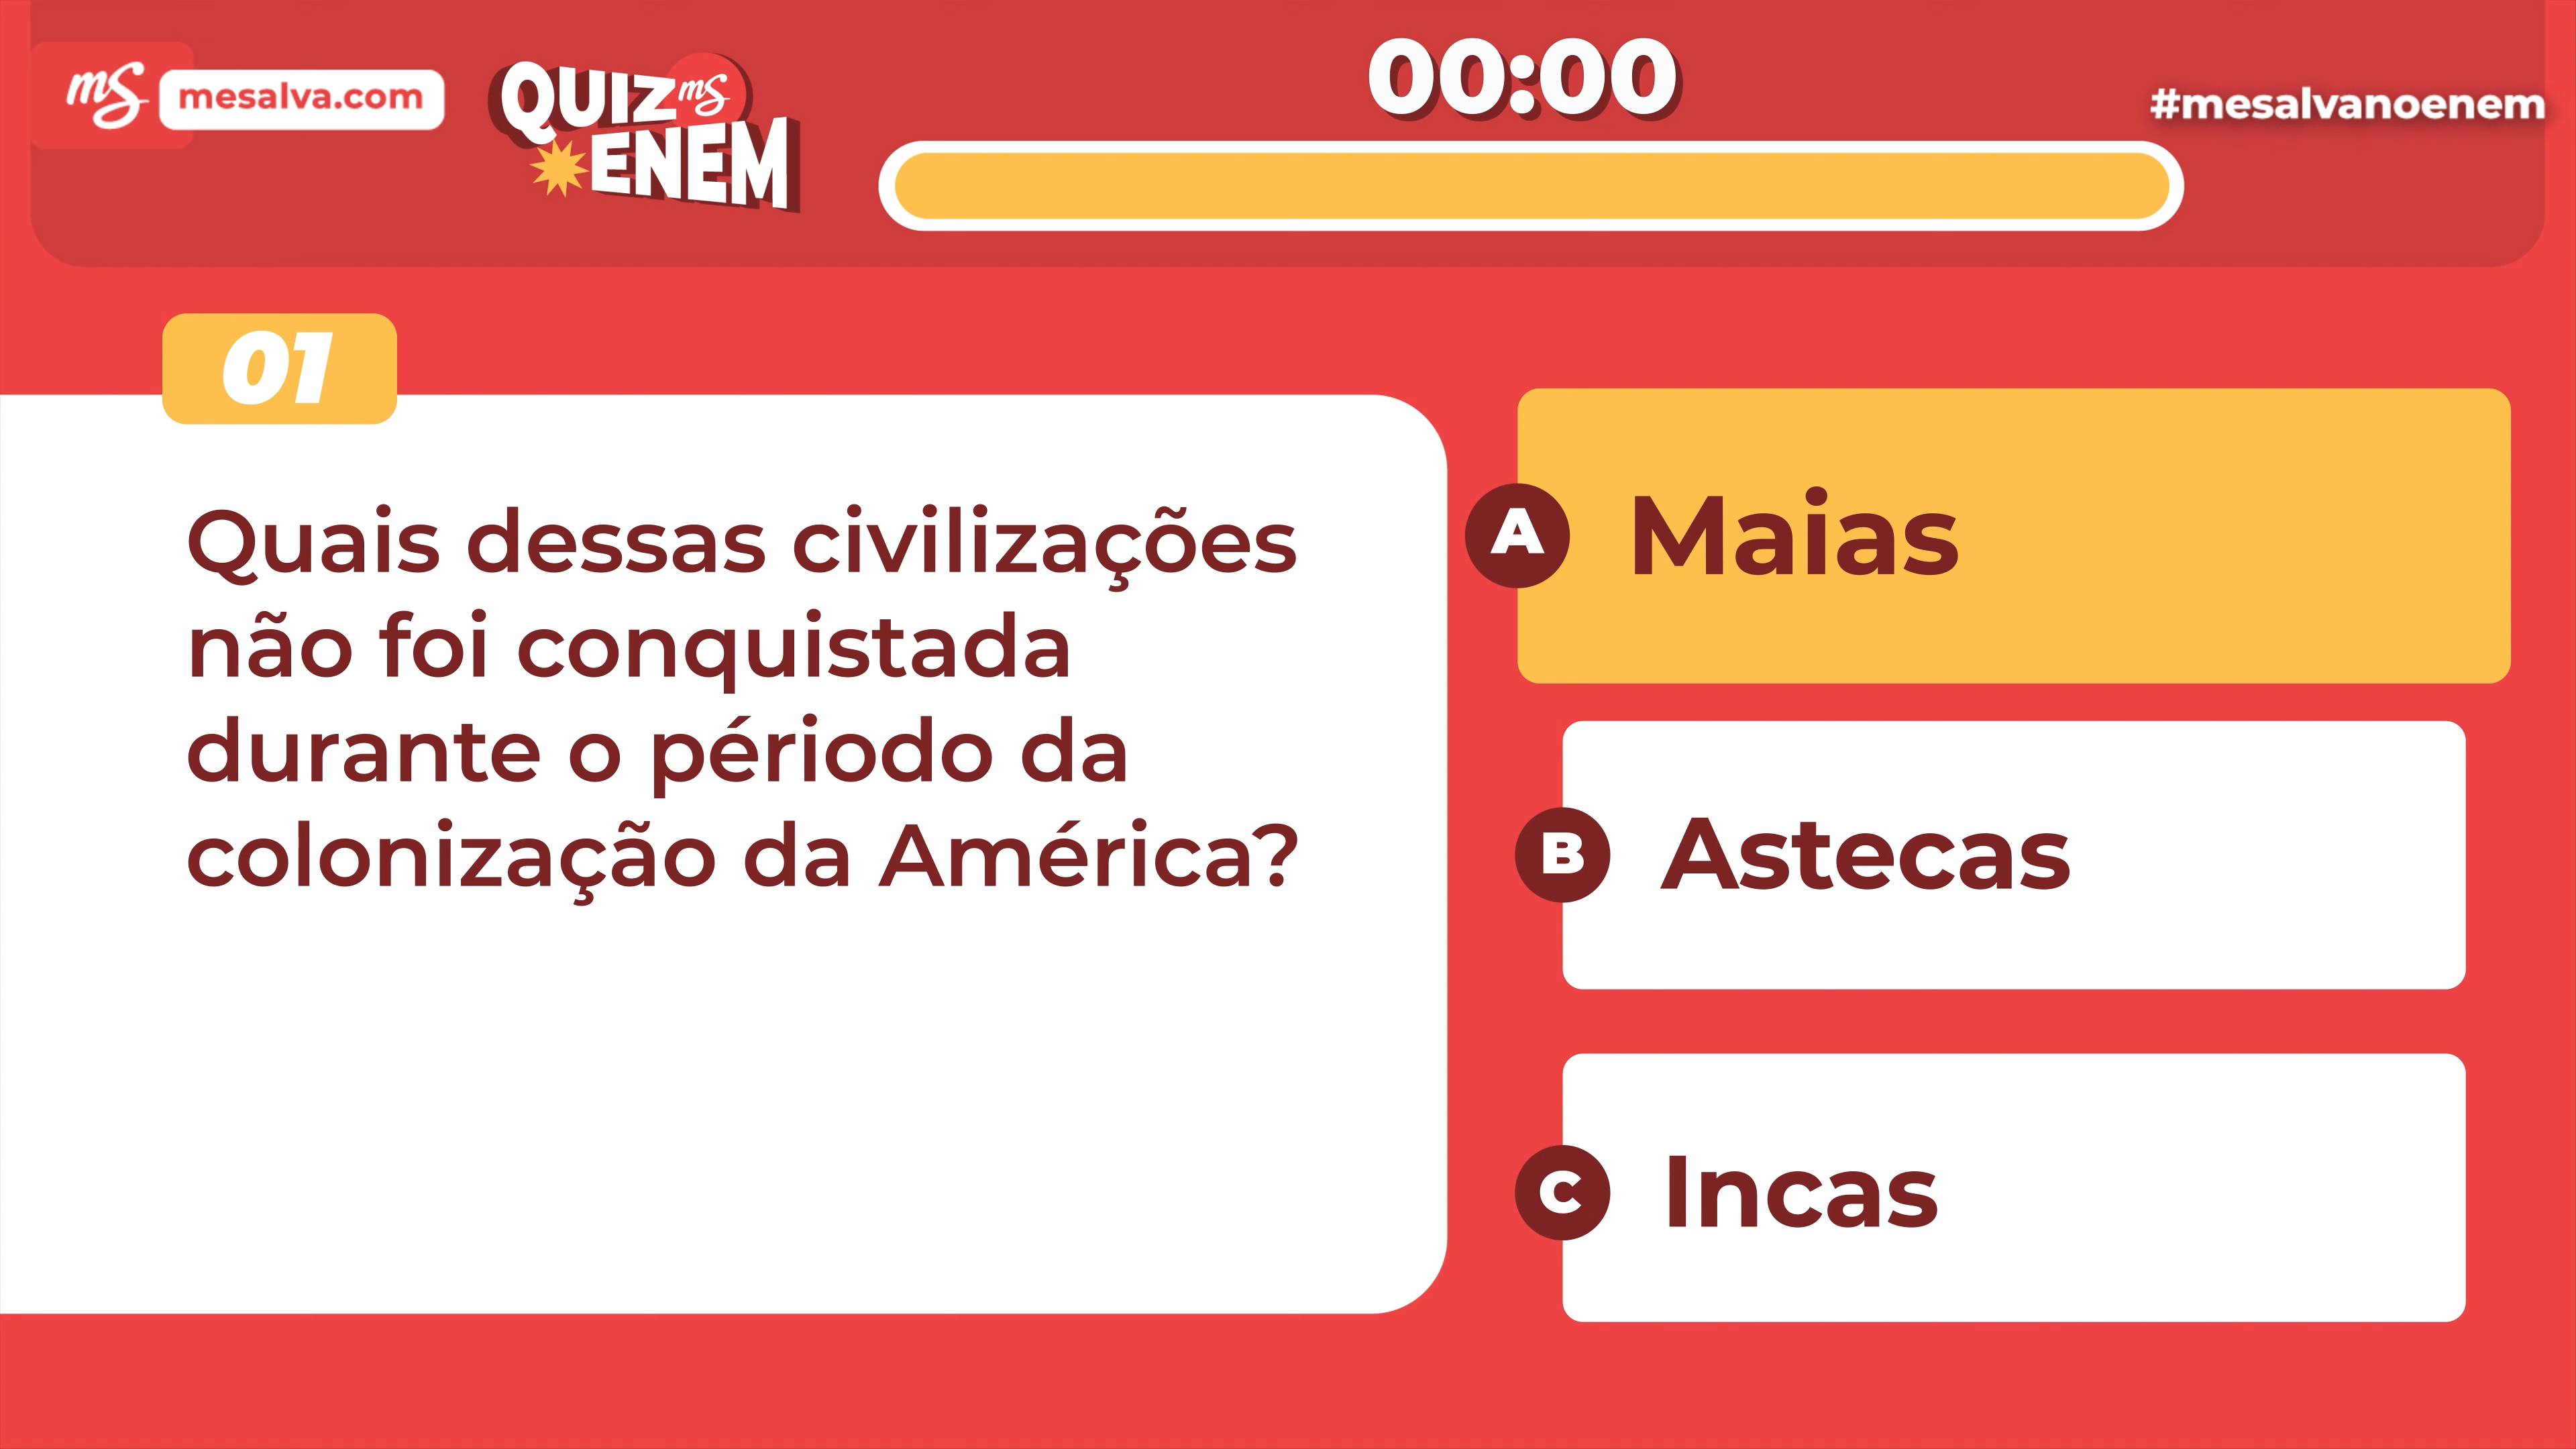 mS mesalva.com
QUIZ mS
ENEM
00:00
#mesalvanoenem
01
Quais dessas civilizações
não foi conquistada
durante o périodo da
colonização da América?
A Maias
B Astecas
C Incas